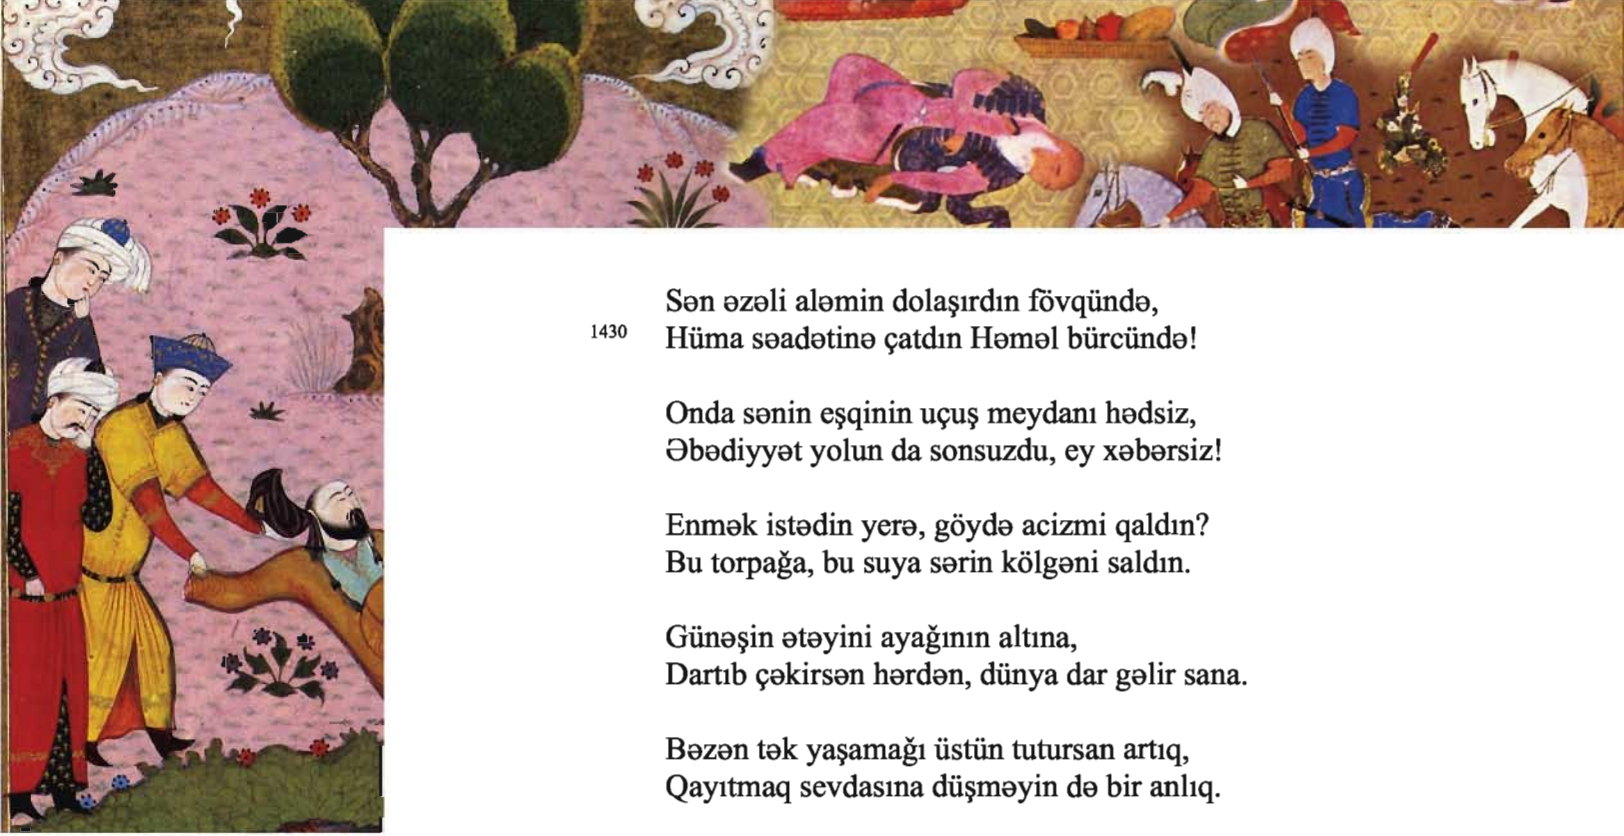 Sən əzəli aləmin dolaşırdın fövqündə,
1430 Hüma səadətinə çatdın Həməl bürcündə!
Onda sənin eşqinin uçuş meydanı hədsiz,
Əbədiyyət yolun da sonsuzdu, ey xəbərsiz!
Enmək istədin yerə, göydə acizmi qaldın?
Bu torpağa, bu suya sərin kölgəni saldın.
Günəşin ətəyini ayağının altına,
Dartıb çəkirsən hərdən, dünya dar gəlir sana.
Bəzən tək yaşamağı üstün tutursan artıq,
Qayıtmaq sevdasına düşməyin də bir anlıq.